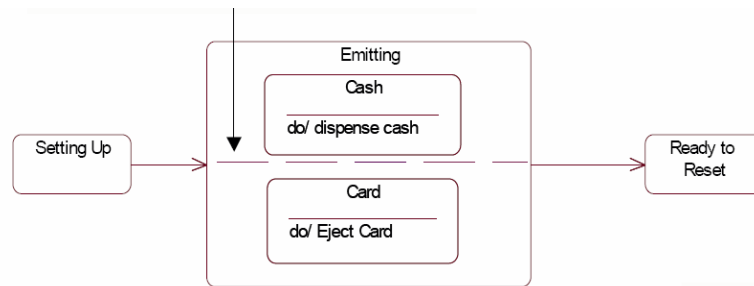 Emitting
Cash
do/ dispense cash
Setting Up
Ready to
Reset
Card
do/ Eject Card